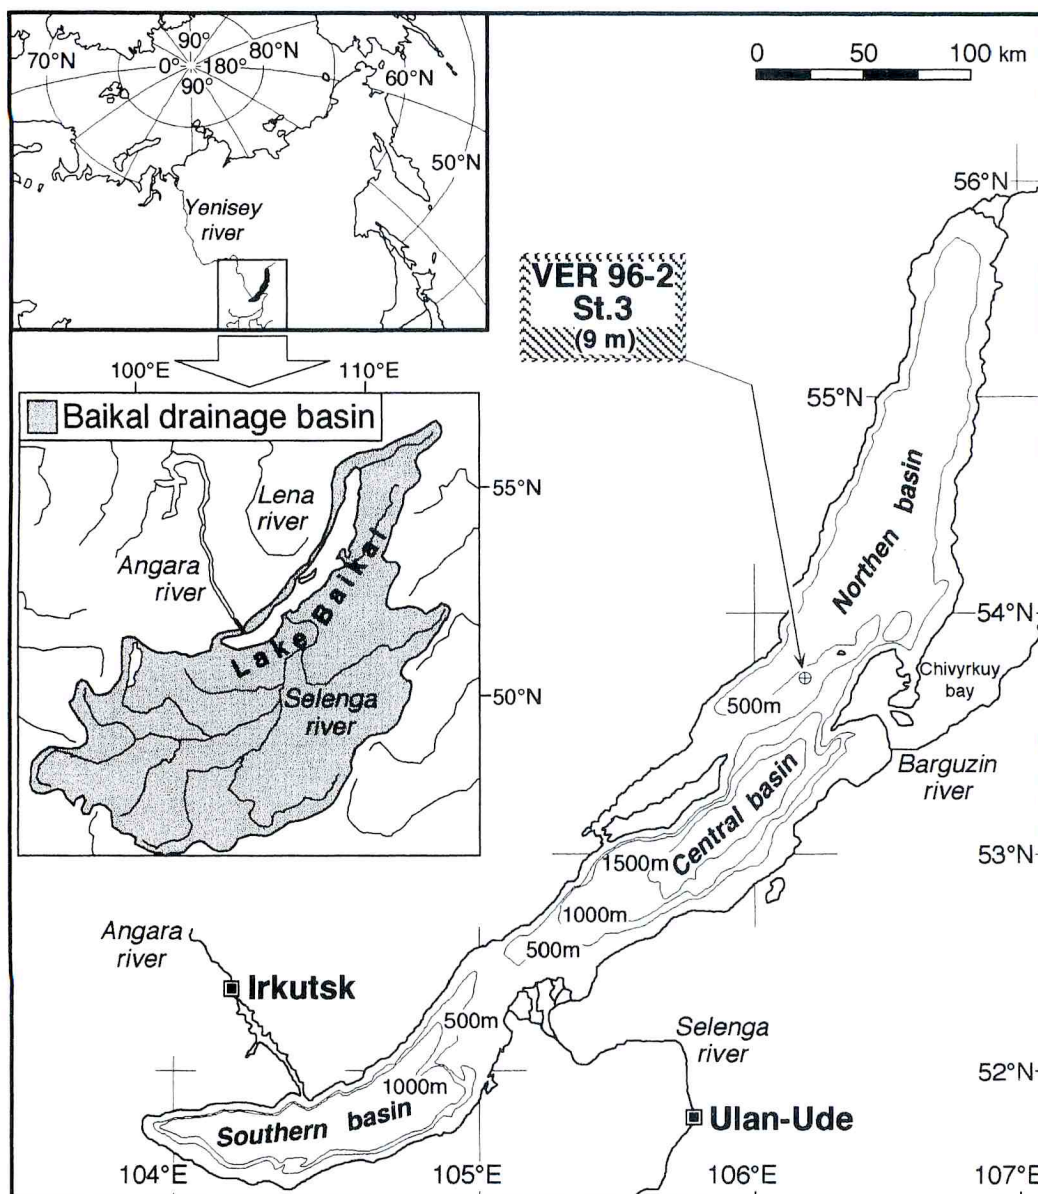 90°
80°N
70°N
0°
180°
60°N
90°
50°N
Yenisey
river
0 50 100 km
56°N
VER 96-2
St.3
(9 m)
100°E 110°E
55°N
Baikal drainage basin
55°N
Lena
river
Angara
river
Lake Baikal
Selenga
river
50°N
Northen basin
54°N
Chivyrkuy
bay
500m
Barguzin
river
Central basin
1500m
53°N
1000m
500m
Angara
river
Irkutsk
500m
Selenga
river
1000m
52°N
Southern basin
Ulan-Ude
104°E 105°E 106°E 107°E